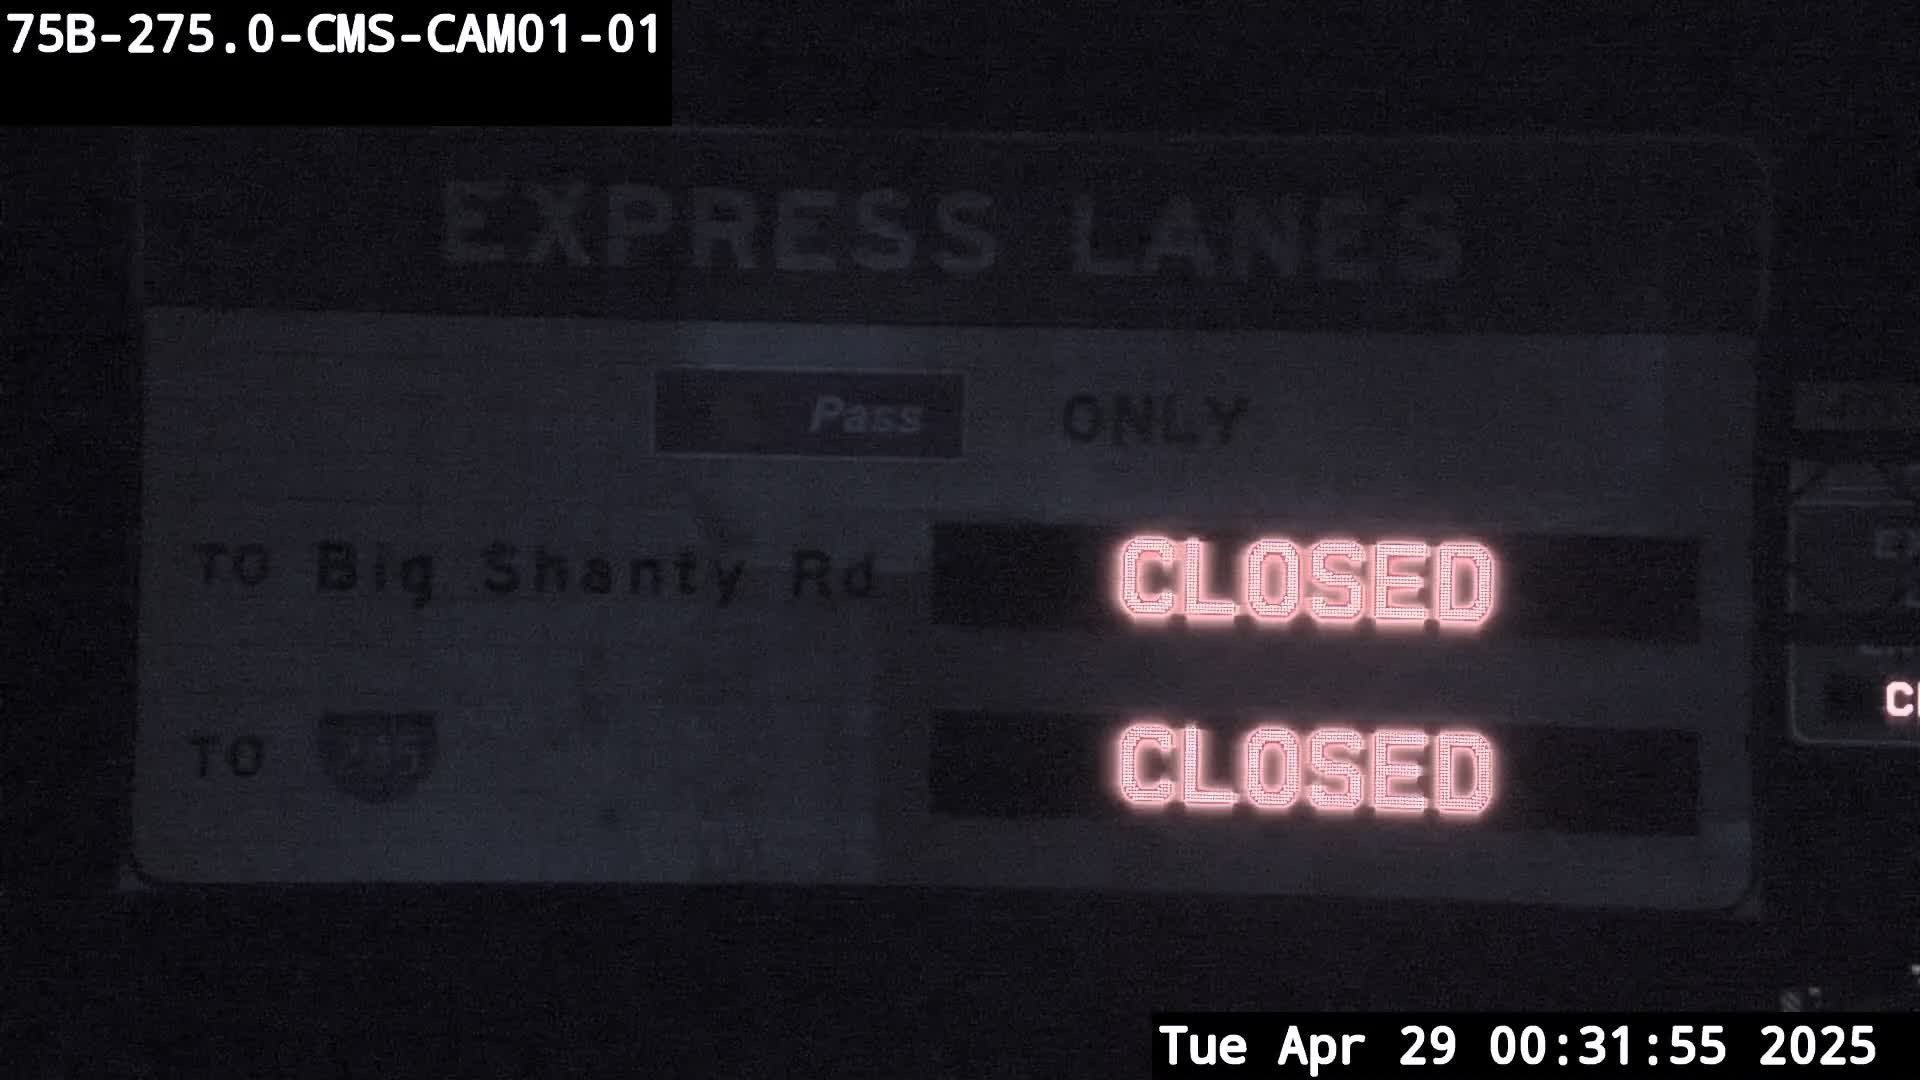 75B-275.0-CMS-CAM01-01
EXPRESS LANES
Pass ONLY
TO Big Shanty Rd CLOSED
TO CLOSED
Tue Apr 29 00:31:55 2025